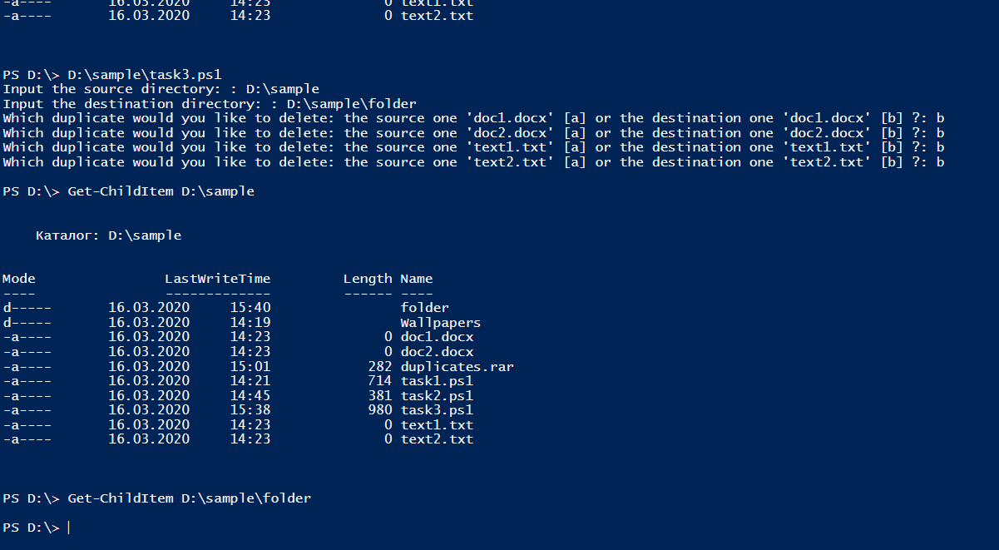 -a---- 16.03.2020 14:23 0 text1.txt
-a---- 16.03.2020 14:23 0 text2.txt
PS D:\> D:\sample\task3.ps1
Input the source directory: : D:\sample
Input the destination directory: : D:\sample\folder
Which duplicate would you like to delete: the source one 'doc1.docx' [a] or the destination one 'doc1.docx' [b] ?: b
Which duplicate would you like to delete: the source one 'doc2.docx' [a] or the destination one 'doc2.docx' [b] ?: b
Which duplicate would you like to delete: the source one 'text1.txt' [a] or the destination one 'text1.txt' [b] ?: b
Which duplicate would you like to delete: the source one 'text2.txt' [a] or the destination one 'text2.txt' [b] ?: b
PS D:\> Get-ChildItem D:\sample
Каталог: D:\sample
Mode LastWriteTime Length Name
---- ------------- ------ ----
d----- 16.03.2020 15:40 folder
d----- 16.03.2020 14:19 Wallpapers
-a---- 16.03.2020 14:23 0 doc1.docx
-a---- 16.03.2020 14:23 0 doc2.docx
-a---- 16.03.2020 15:01 282 duplicates.rar
-a---- 16.03.2020 14:21 714 task1.ps1
-a---- 16.03.2020 14:45 381 task2.ps1
-a---- 16.03.2020 15:38 980 task3.ps1
-a---- 16.03.2020 14:23 0 text1.txt
-a---- 16.03.2020 14:23 0 text2.txt
PS D:\> Get-ChildItem D:\sample\folder
PS D:\>